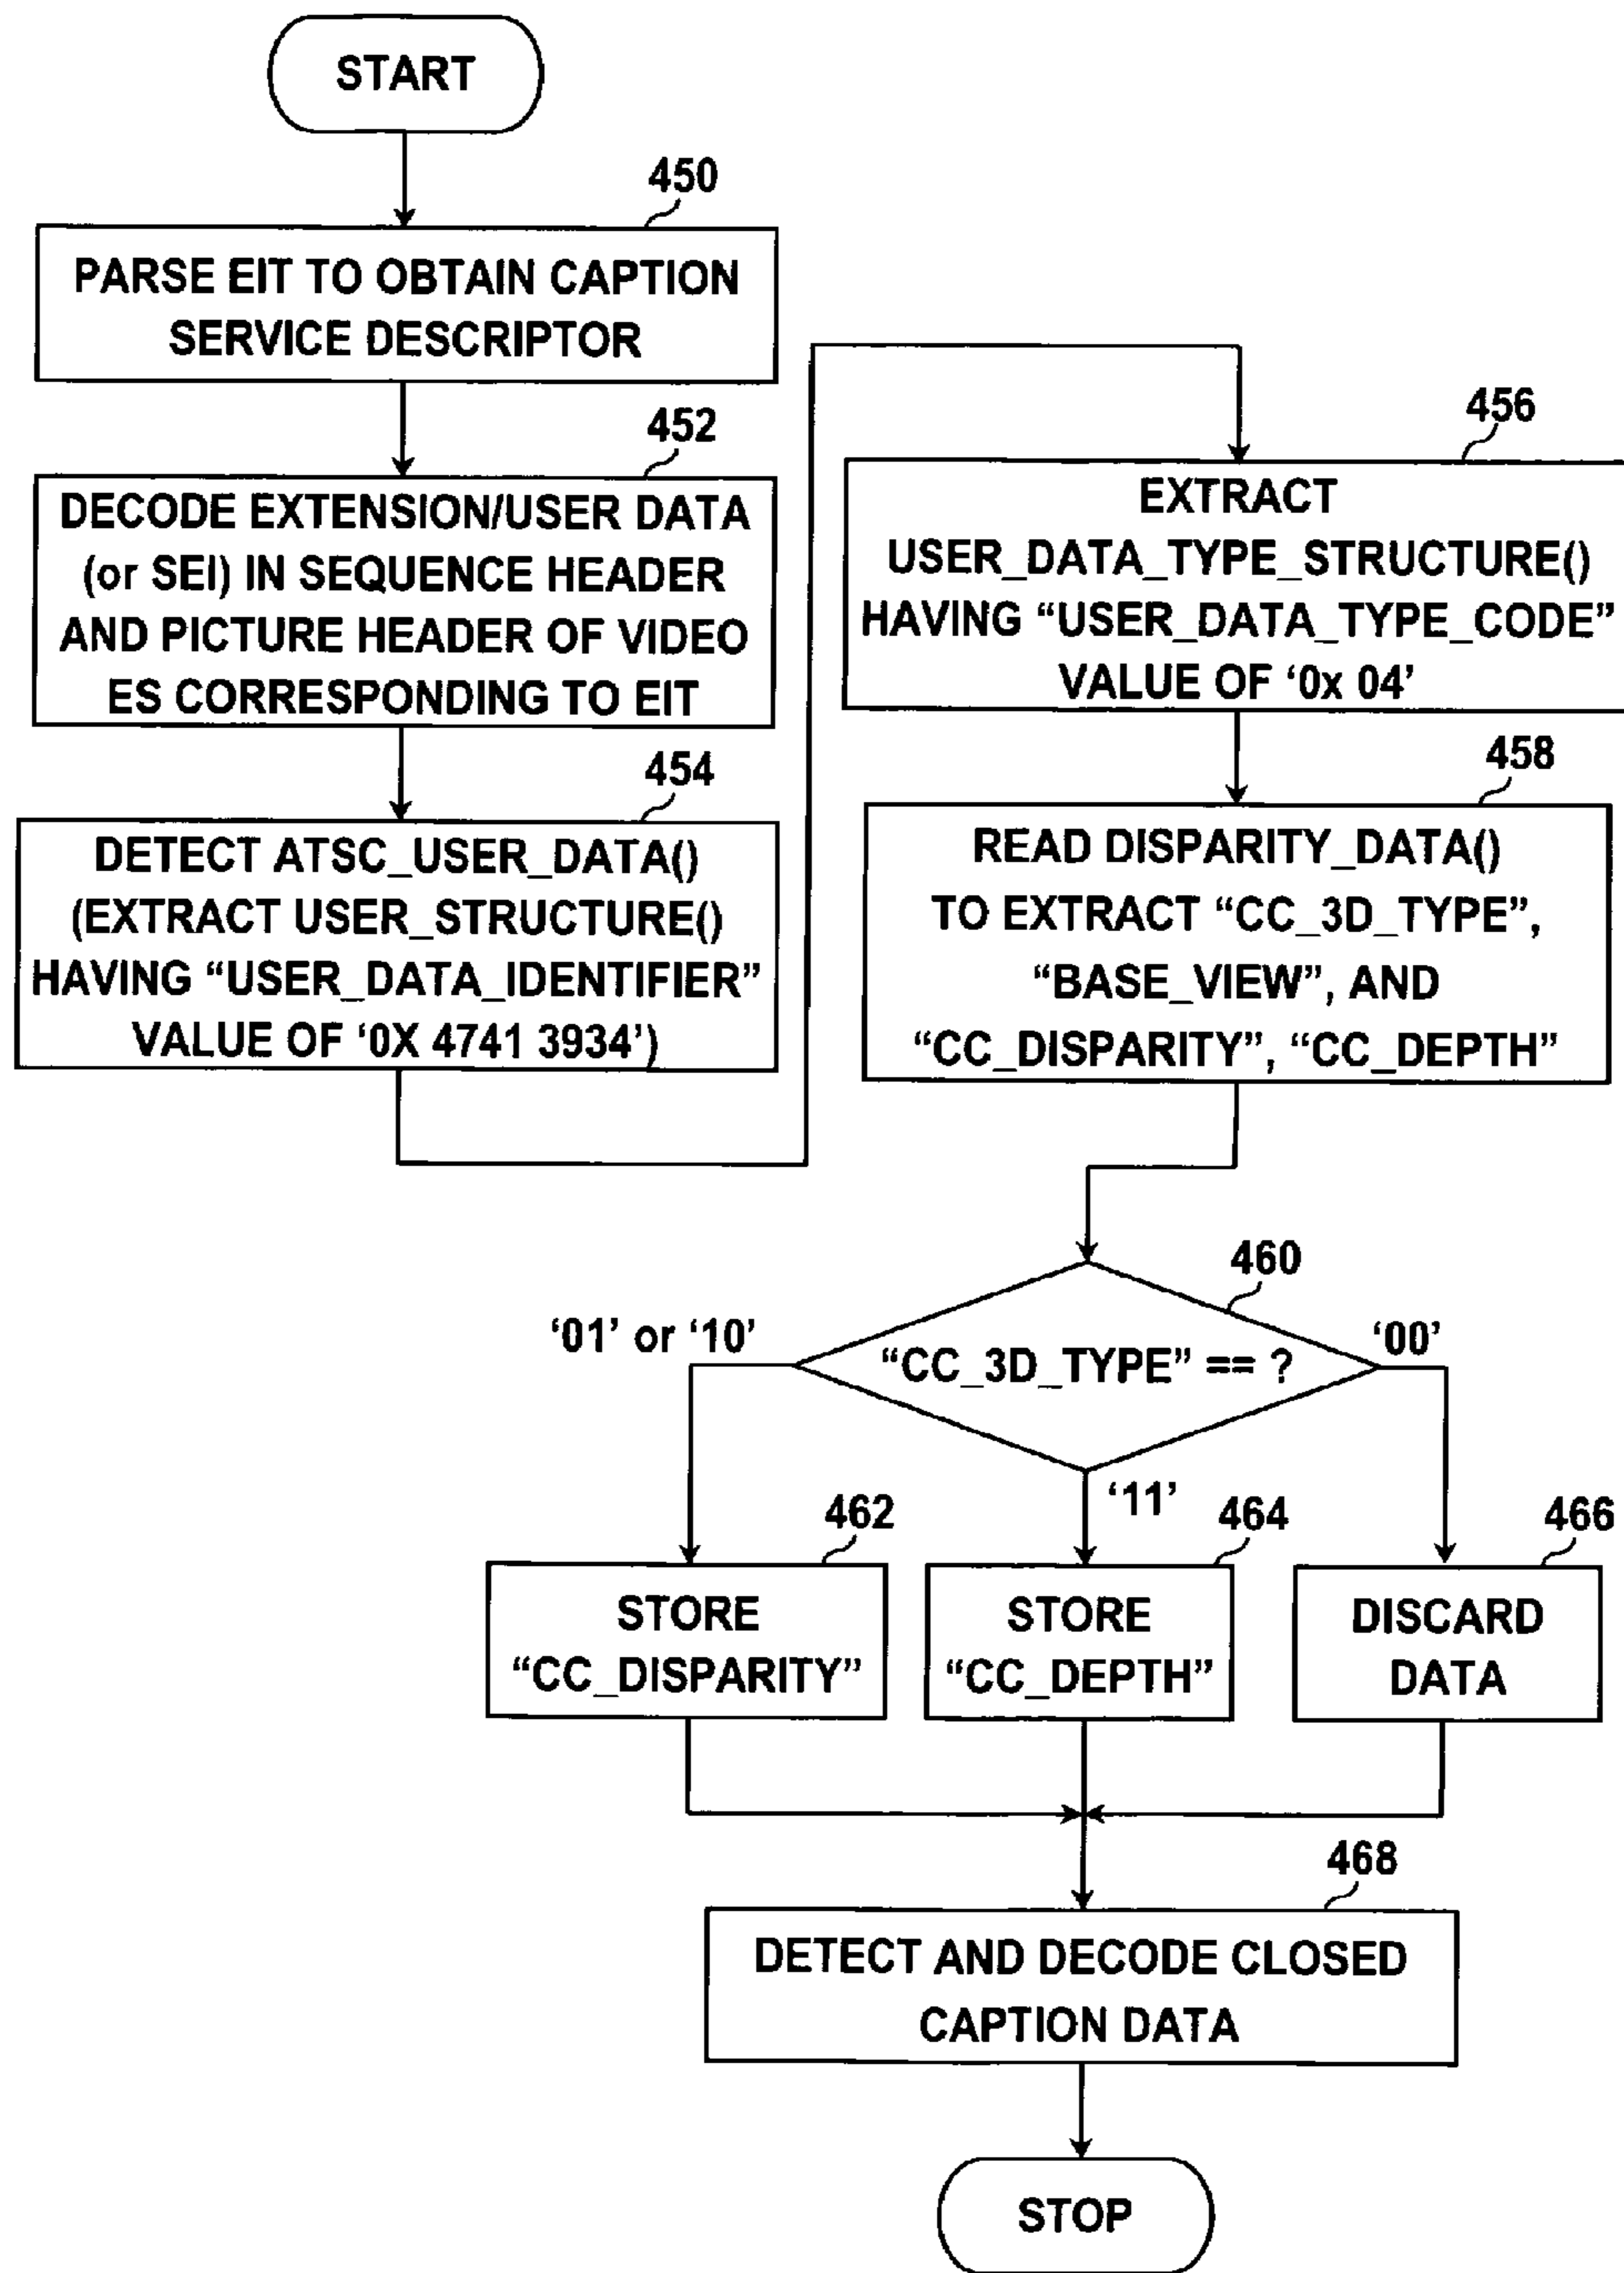 START
450
PARSE EIT TO OBTAIN CAPTION
SERVICE DESCRIPTOR
452
DECODE EXTENSION/USER DATA
(or SEI) IN SEQUENCE HEADER
AND PICTURE HEADER OF VIDEO
ES CORRESPONDING TO EIT
454
DETECT ATSC_USER_DATA()
(EXTRACT USER_STRUCTURE()
HAVING “USER_DATA_IDENTIFIER”
VALUE OF ‘0X 4741 3934’)
456
EXTRACT
USER_DATA_TYPE_STRUCTURE()
HAVING “USER_DATA_TYPE_CODE”
VALUE OF ‘0x 04’
458
READ DISPARITY_DATA()
TO EXTRACT “CC_3D_TYPE”,
“BASE_VIEW”, AND
“CC_DISPARITY”, “CC_DEPTH”
460
‘01’ or ‘10’
“CC_3D_TYPE” == ?
‘00’
‘11’
462
STORE
“CC_DISPARITY”
464
STORE
“CC_DEPTH”
466
DISCARD
DATA
468
DETECT AND DECODE CLOSED
CAPTION DATA
STOP